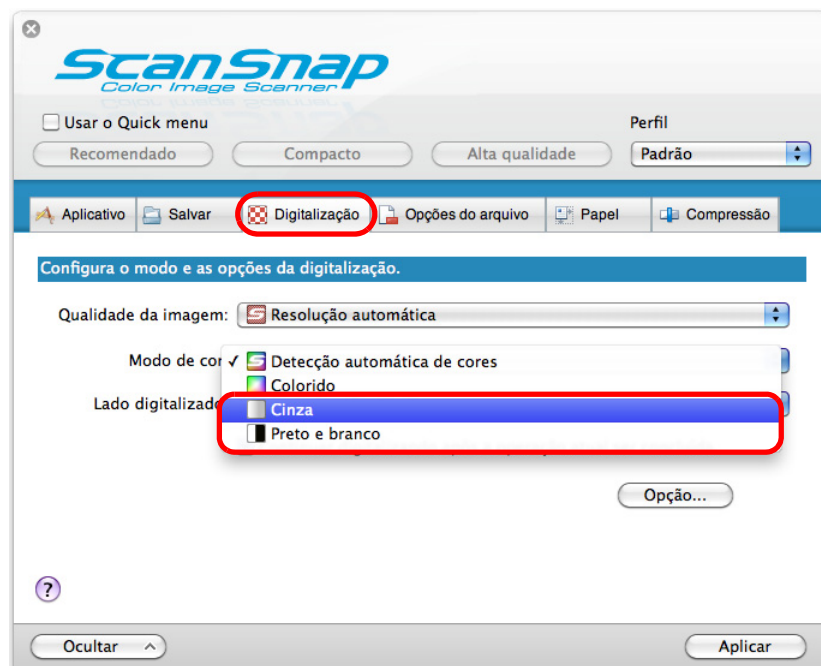 ScanSnap
Color Image Scanner
Usar o Quick menu
Perfil
Recomendado
Compacto
Alta qualidade
Padrão
Aplicativo
Salvar
Digitalização
Opções do arquivo
Papel
Compressão
Configura o modo e as opções da digitalização.
Qualidade da imagem:
Resolução automática
Modo de cor
✓ Detecção automática de cores
Colorido
Lado digitalizado
Cinza
Preto e branco
Opção...
?
Ocultar
Aplicar